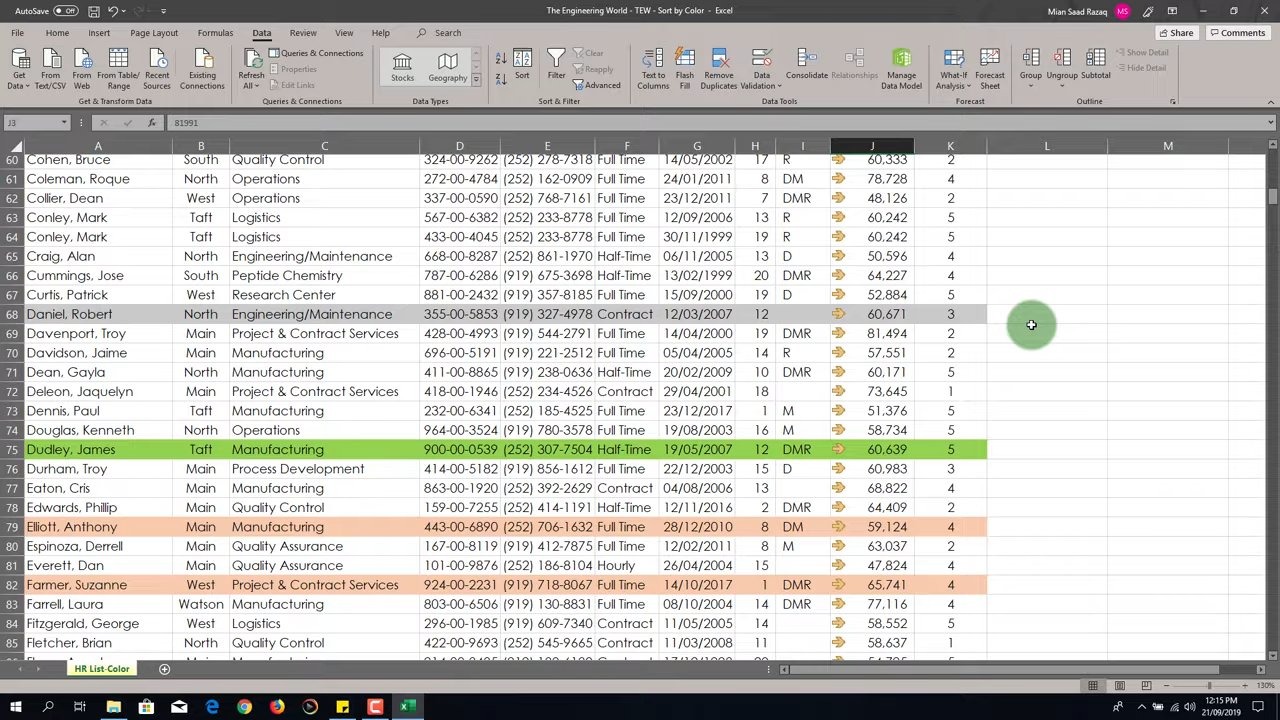 AutoSave Off The Engineering World - TEW - Sort by Color - Excel Mian Saad Razaq MS
File Home Insert Page Layout Formulas Data Review View Help Search Share Comments
Get Data From Text/CSV From Web From Table/Range Recent Sources Existing Connections Refresh All Queries & Connections Properties Edit Links Stocks Geography Sort Filter Clear Reapply Advanced Text to Columns Flash Fill Remove Duplicates Data Validation Consolidate Relationships Manage Data Model What-If Analysis Forecast Sheet Group Ungroup Subtotal Show Detail Hide Detail
Get & Transform Data Queries & Connections Data Types Sort & Filter Data Tools Forecast Outline
J3 fx 81991
A B C D E F G H I J K L M
60 Cohen, Bruce South Quality Control 324-00-9262 (252) 278-7318 Full Time 14/05/2002 17 R 60,333 2
61 Coleman, Roque North Operations 272-00-4784 (252) 162-0909 Full Time 24/01/2011 8 DM 78,728 4
62 Collier, Dean West Operations 337-00-0590 (252) 768-7161 Full Time 23/12/2011 7 DMR 48,126 2
63 Conley, Mark Taft Logistics 567-00-6382 (252) 233-8778 Full Time 12/09/2006 13 R 60,242 5
64 Conley, Mark Taft Logistics 433-00-4045 (252) 233-8778 Full Time 30/11/1999 19 R 60,242 5
65 Craig, Alan North Engineering/Maintenance 668-00-8287 (252) 861-1970 Half-Time 06/11/2005 13 D 50,596 4
66 Cummings, Jose South Peptide Chemistry 787-00-6286 (919) 675-3698 Half-Time 13/02/1999 20 DMR 64,227 4
67 Curtis, Patrick West Research Center 881-00-2432 (919) 357-8185 Full Time 15/09/2000 19 D 52,884 5
68 Daniel, Robert North Engineering/Maintenance 355-00-5853 (919) 327-4978 Contract 12/03/2007 12 60,671 3
69 Davenport, Troy Main Project & Contract Services 428-00-4993 (919) 544-2791 Full Time 14/04/2000 19 DMR 81,494 2
70 Davidson, Jaime Main Manufacturing 696-00-5191 (919) 221-2512 Full Time 05/04/2005 14 R 57,551 2
71 Dean, Gayla Main Manufacturing 411-00-8865 (919) 238-0636 Half-Time 20/02/2009 10 DMR 60,171 5
72 Deleon, Jaquelyn Main Project & Contract Services 418-00-1946 (252) 234-4526 Contract 29/04/2001 18 73,645 1
73 Dennis, Paul Taft Manufacturing 232-00-6341 (252) 185-4525 Full Time 23/12/2017 1 M 51,376 5
74 Douglas, Kenneth North Operations 964-00-3524 (919) 780-3578 Full Time 19/08/2003 16 M 58,734 5
75 Dudley, James Taft Manufacturing 900-00-0539 (252) 307-7504 Half-Time 19/05/2007 12 DMR 60,639 5
76 Durham, Troy Main Process Development 414-00-5182 (919) 856-1612 Full Time 22/12/2003 15 D 60,983 3
77 Eaton, Cris Main Manufacturing 863-00-1920 (252) 392-2629 Contract 04/08/2006 13 68,822 4
78 Edwards, Phillip Main Quality Control 159-00-7255 (252) 414-1191 Half-Time 12/11/2016 2 DMR 64,409 2
79 Elliott, Anthony Main Manufacturing 443-00-6890 (252) 706-1632 Full Time 28/12/2010 8 DM 59,124 4
80 Espinoza, Derrell Main Quality Assurance 167-00-8119 (919) 412-7875 Full Time 12/02/2011 8 M 63,037 2
81 Everett, Dan Main Quality Assurance 101-00-9876 (252) 186-8104 Hourly 26/04/2004 15 47,824 4
82 Farmer, Suzanne West Project & Contract Services 924-00-2231 (919) 718-8067 Full Time 14/10/2017 1 DMR 65,741 4
83 Farrell, Laura Watson Manufacturing 803-00-6506 (919) 130-8831 Full Time 08/10/2004 14 DMR 77,116 4
84 Fitzgerald, George West Logistics 296-00-1985 (919) 609-7340 Contract 11/05/2005 14 58,552 5
85 Fletcher, Brian North Quality Control 422-00-9693 (252) 545-9665 Contract 11/03/2008 11 58,637 1
HR List-Color
130%
12:15 PM
21/09/2019